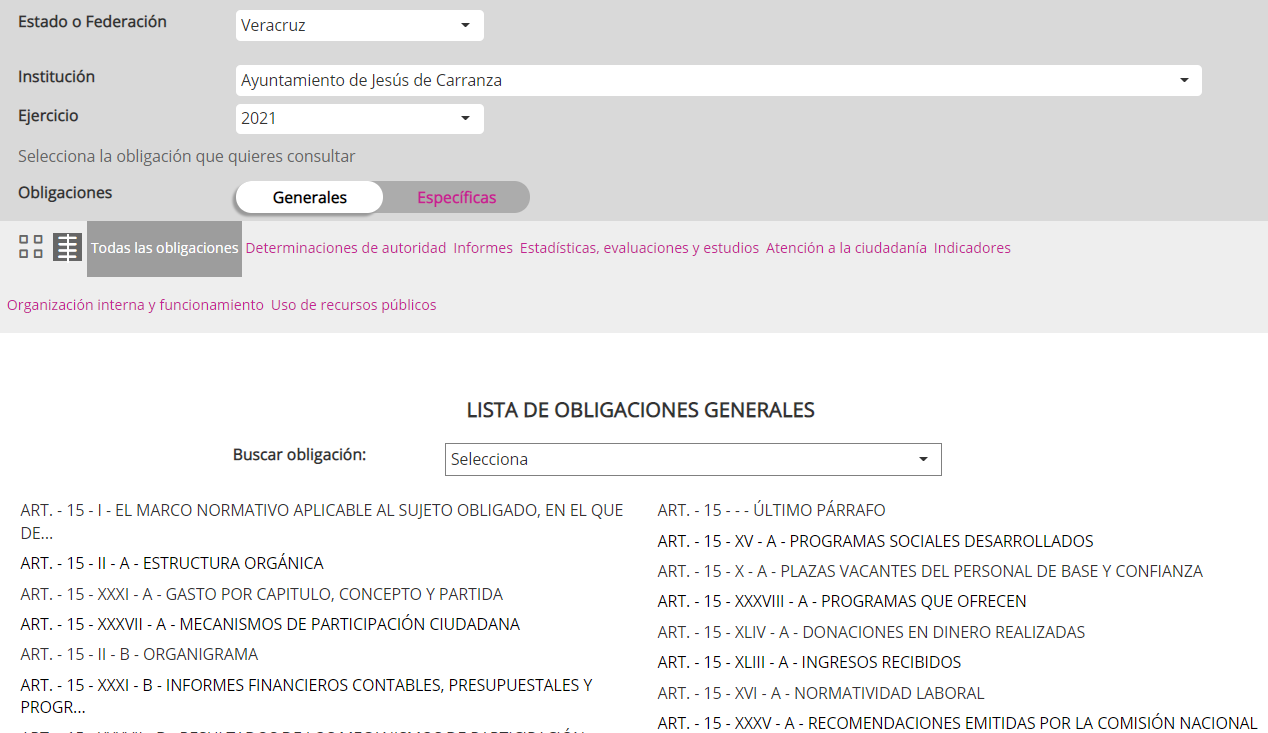 Estado o Federación
Veracruz
Institución
Ayuntamiento de Jesús de Carranza
Ejercicio
2021
Selecciona la obligación que quieres consultar
Obligaciones
Generales
Específicas
Todas las obligaciones Determinaciones de autoridad Informes Estadísticas, evaluaciones y estudios Atención a la ciudadanía Indicadores
Organización interna y funcionamiento Uso de recursos públicos
LISTA DE OBLIGACIONES GENERALES
Buscar obligación:
Selecciona
ART. - 15 - I - EL MARCO NORMATIVO APLICABLE AL SUJETO OBLIGADO, EN EL QUE
DE...
ART. - 15 - II - A - ESTRUCTURA ORGÁNICA
ART. - 15 - XXXI - A - GASTO POR CAPITULO, CONCEPTO Y PARTIDA
ART. - 15 - XXXVII - A - MECANISMOS DE PARTICIPACIÓN CIUDADANA
ART. - 15 - II - B - ORGANIGRAMA
ART. - 15 - XXXI - B - INFORMES FINANCIEROS CONTABLES, PRESUPUESTALES Y
PROGR...
ART. - 15 - - - ÚLTIMO PÁRRAFO
ART. - 15 - XV - A - PROGRAMAS SOCIALES DESARROLLADOS
ART. - 15 - X - A - PLAZAS VACANTES DEL PERSONAL DE BASE Y CONFIANZA
ART. - 15 - XXXVIII - A - PROGRAMAS QUE OFRECEN
ART. - 15 - XLIV - A - DONACIONES EN DINERO REALIZADAS
ART. - 15 - XLIII - A - INGRESOS RECIBIDOS
ART. - 15 - XVI - A - NORMATIVIDAD LABORAL
ART. - 15 - XXXV - A - RECOMENDACIONES EMITIDAS POR LA COMISIÓN NACIONAL